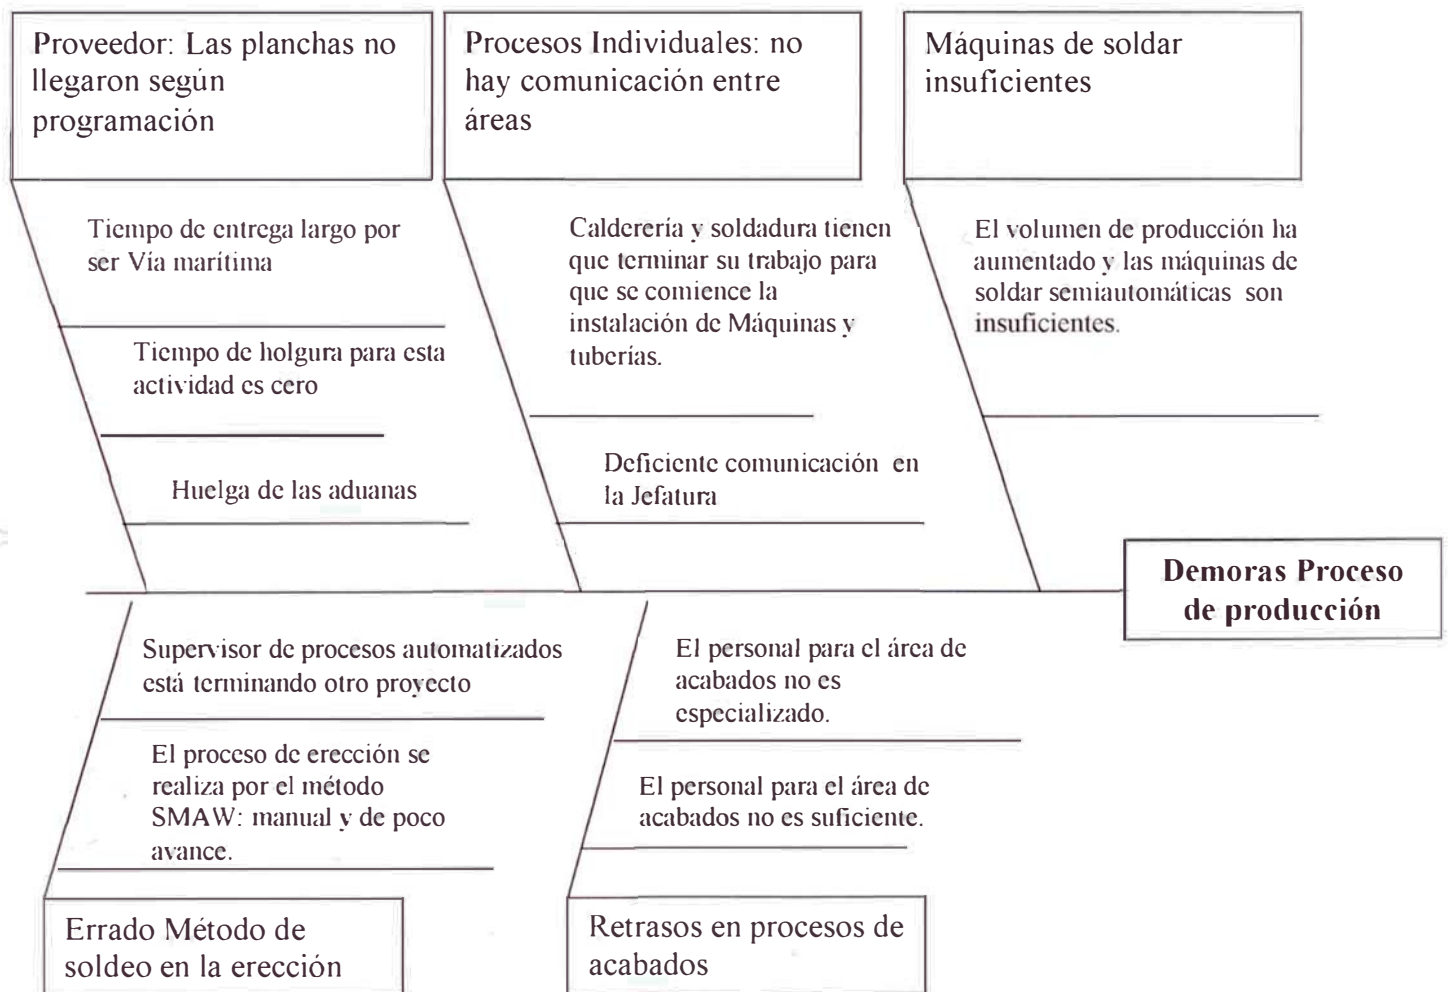 Proveedor: Las planchas no
llegaron según
programación
Procesos Individuales: no
hay comunicación entre
áreas
Máquinas de soldar
insuficientes
Tiempo de entrega largo por
ser Vía marítima
Tiempo de holgura para esta
actividad es cero
Huelga de las aduanas
Calderería y soldadura tienen
que terminar su trabajo para
que se comience la
instalación de Máquinas y
tuberías.
Deficiente comunicación en
la Jefatura
El volumen de producción ha
aumentado y las máquinas de
soldar semiautomáticas son
insuficientes.
Demoras Proceso
de producción
Supervisor de procesos automatizados
está terminando otro proyecto
El proceso de erección se
realiza por el método
SMAW: manual y de poco
avance.
El personal para el área de
acabados no es
especializado.
El personal para el área de
acabados no es suficiente.
Errado Método de
soldeo en la erección
Retrasos en procesos de
acabados